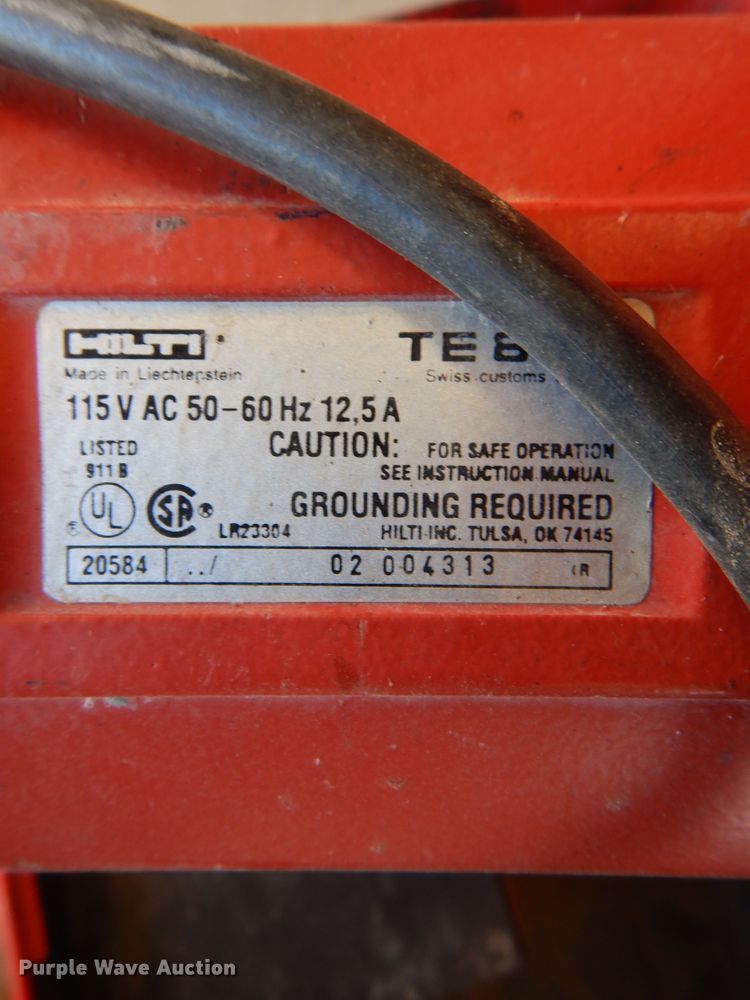 HILTI
TE
Made in Liechtenstein
Swiss customs
115 V AC 50-60 Hz 12,5 A
LISTED
911 B
CAUTION: FOR SAFE OPERATION
SEE INSTRUCTION MANUAL
UL
SA
LR23304
GROUNDING REQUIRED
HILTI INC. TULSA, OK 74145
20584 ../ 02 004313
Purple Wave Auction